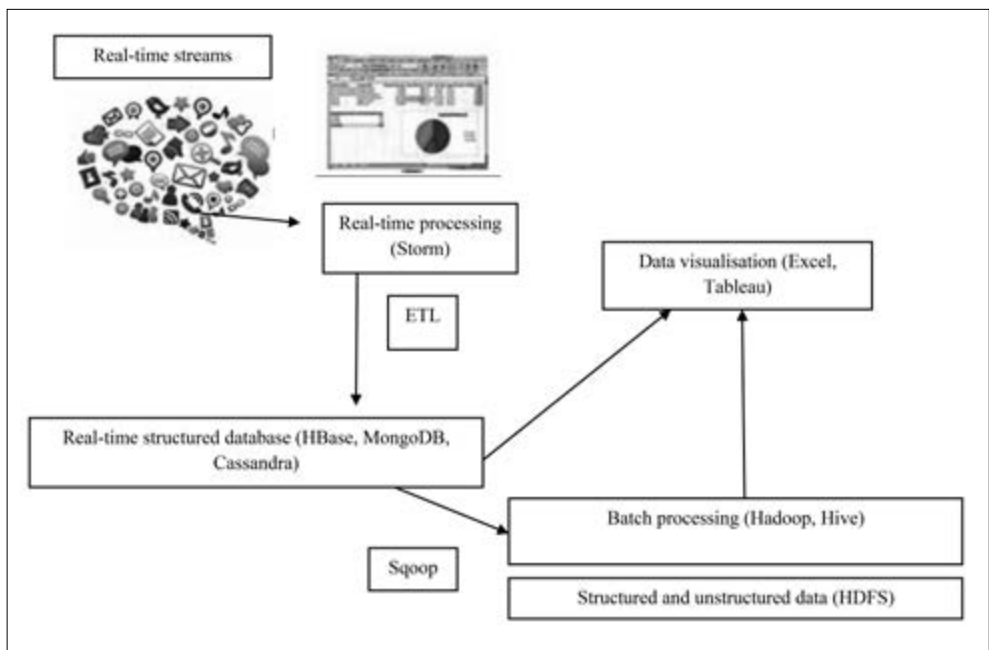 Real-time streams
Real-time processing
(Storm)
Data visualisation (Excel,
Tableau)
ETL
Real-time structured database (HBase, MongoDB,
Cassandra)
Batch processing (Hadoop, Hive)
Sqoop
Structured and unstructured data (HDFS)